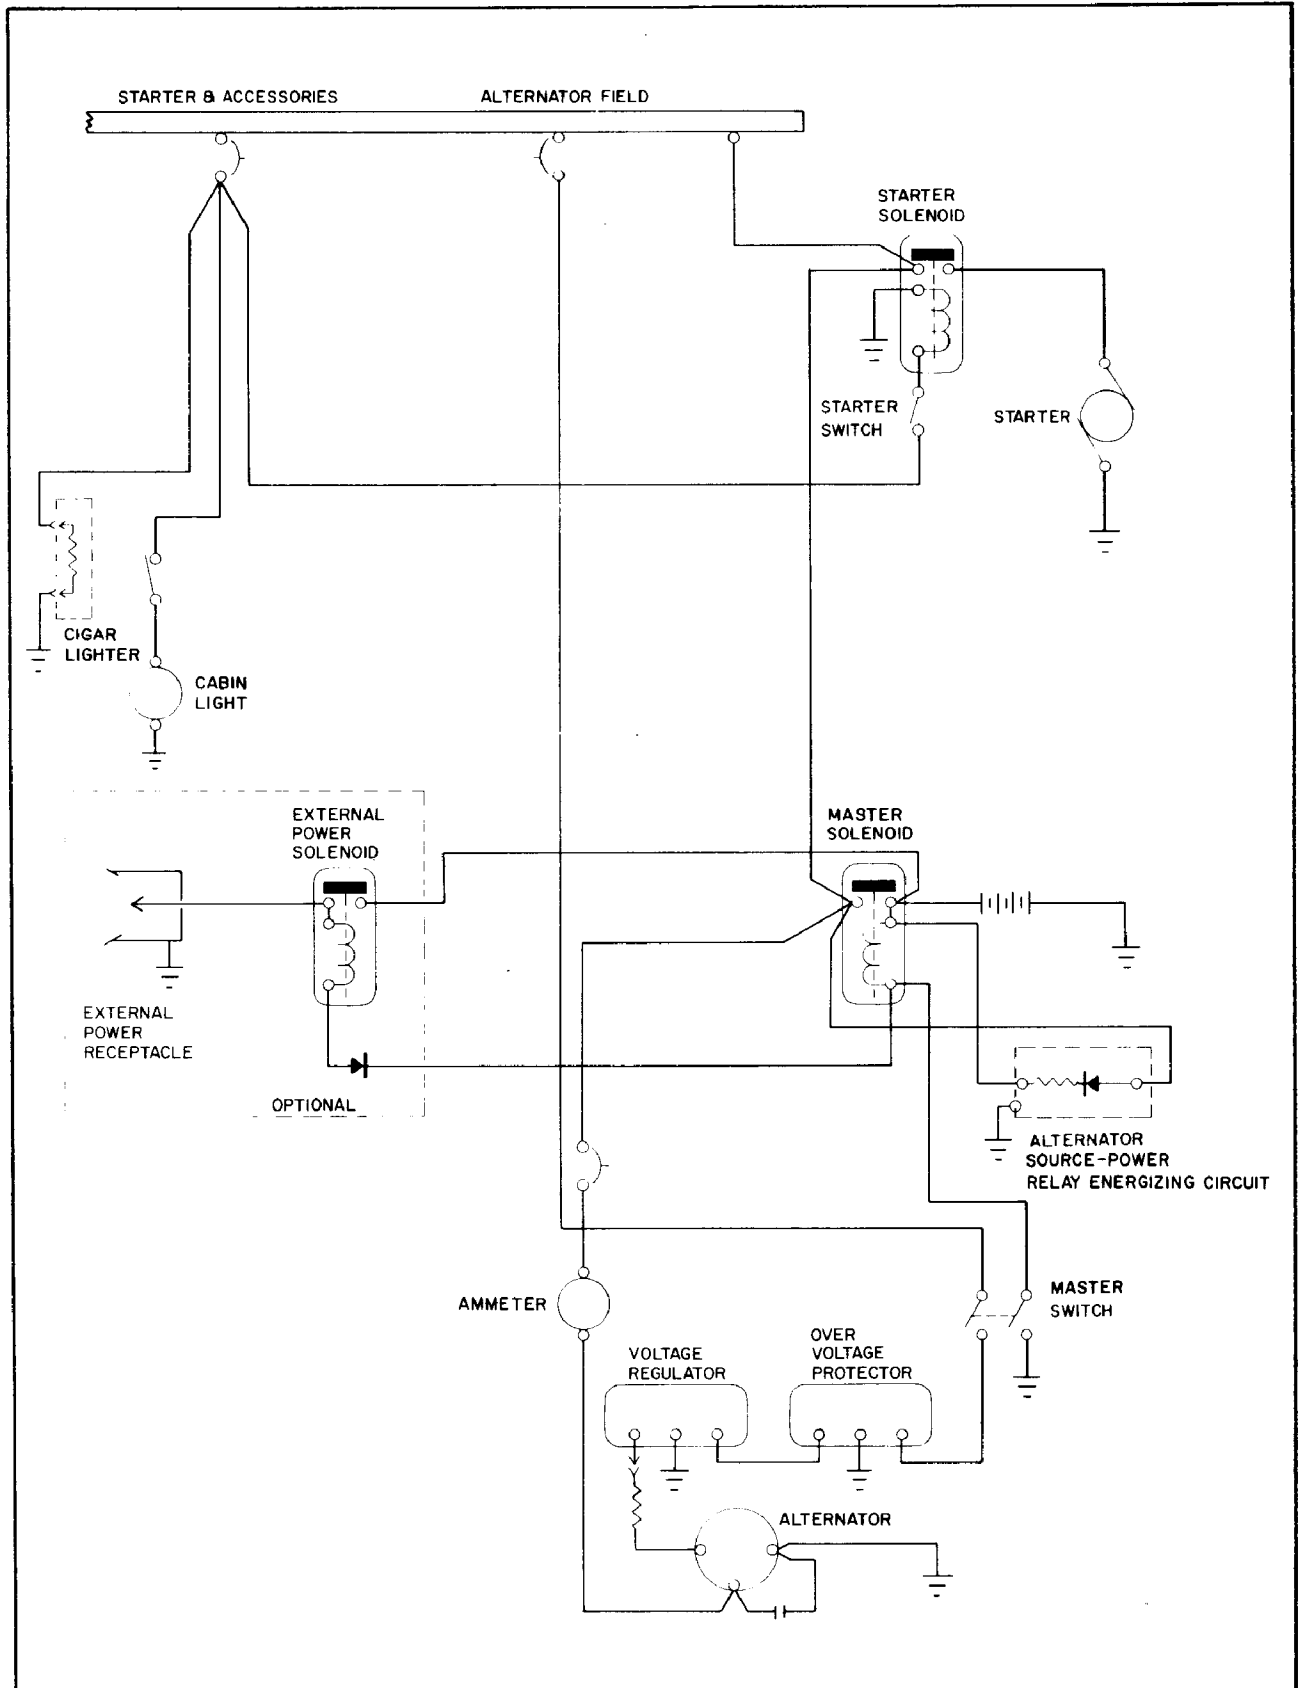 STARTER & ACCESSORIES
ALTERNATOR FIELD
STARTER
SOLENOID
STARTER
SWITCH
STARTER
CIGAR
LIGHTER
CABIN
LIGHT
EXTERNAL
POWER
SOLENOID
MASTER
SOLENOID
EXTERNAL
POWER
RECEPTACLE
OPTIONAL
ALTERNATOR
SOURCE-POWER
RELAY ENERGIZING CIRCUIT
AMMETER
MASTER
SWITCH
VOLTAGE
REGULATOR
OVER
VOLTAGE
PROTECTOR
ALTERNATOR